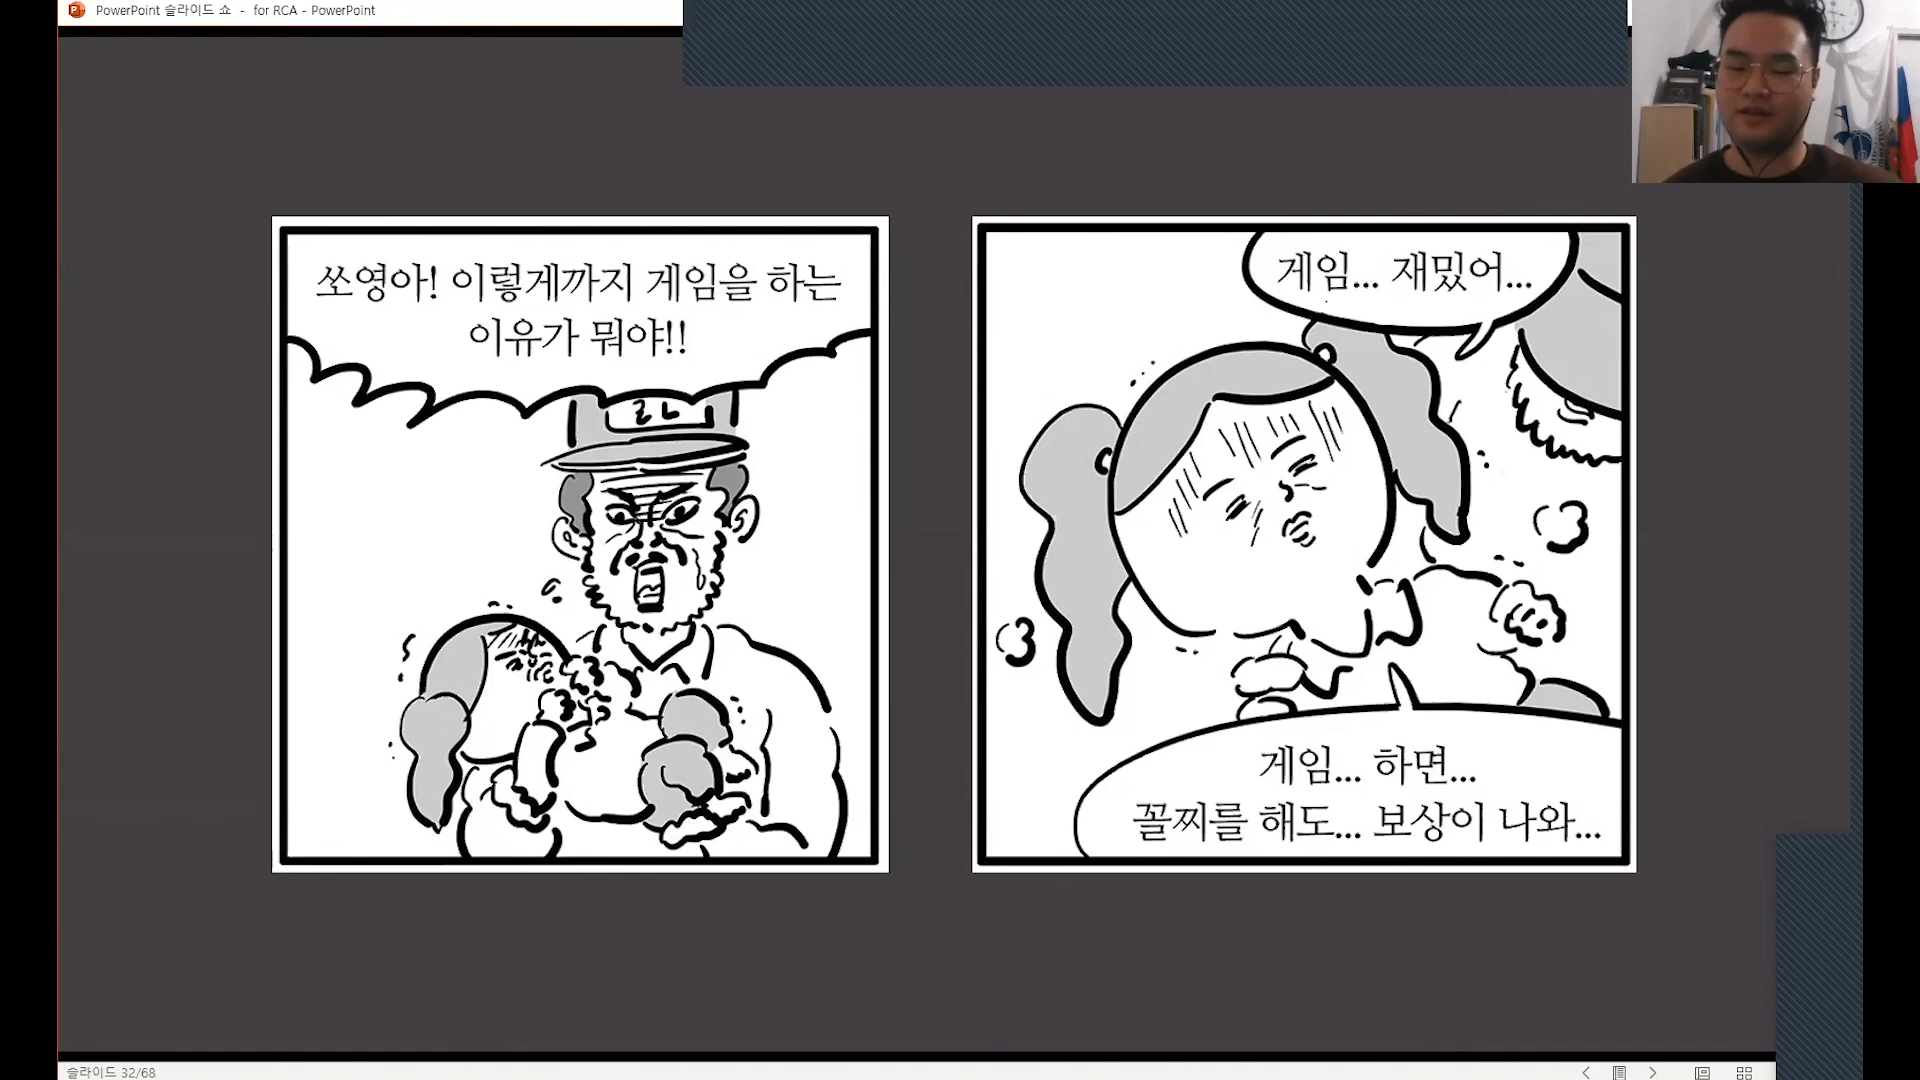 PowerPoint 슬라이드 쇼 - for RCA - PowerPoint
쏘영아! 이렇게까지 게임을 하는
이유가 뭐야!!
게임... 재밌어...
게임... 하면...
꼴찌를 해도... 보상이 나와...
슬라이드 32/68